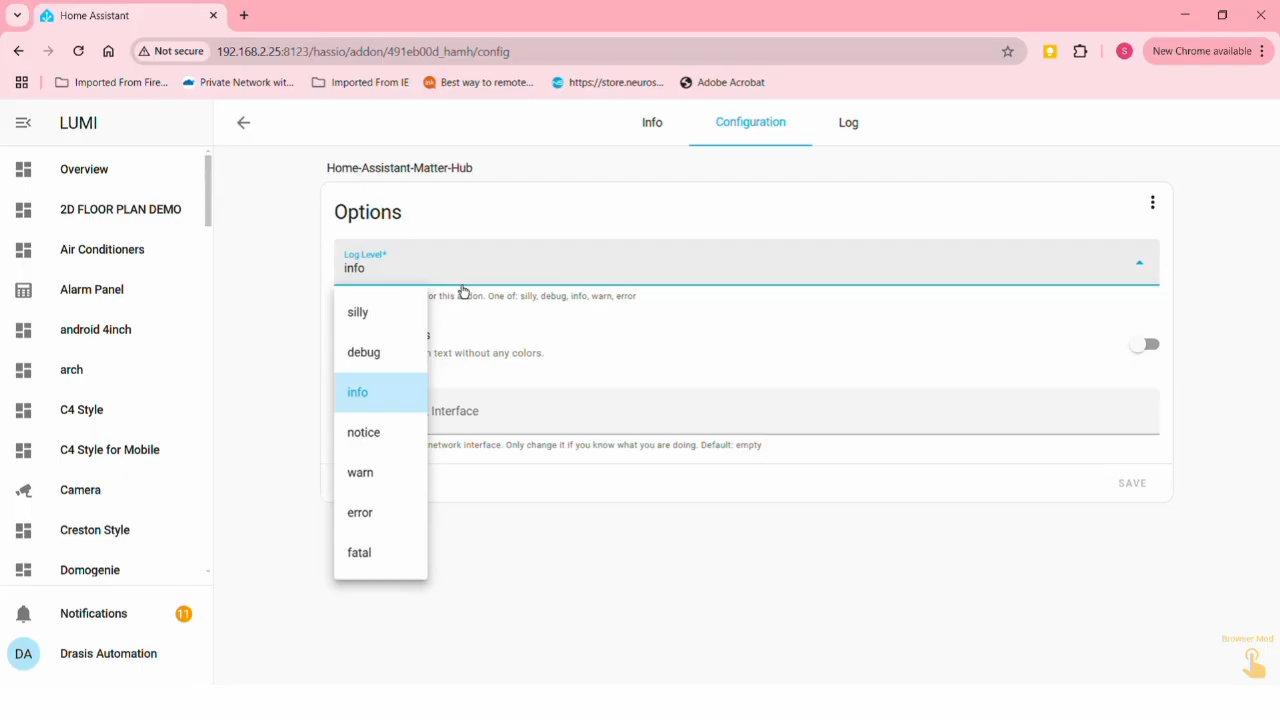 Home Assistant
Not secure
192.168.2.25:8123/hassio/addon/491eb00d_hamh/config
S
New Chrome available
Imported From Fire...
Private Network wit...
Imported From IE
Best way to remote...
https://store.neuros...
Adobe Acrobat
LUMI
Info
Configuration
Log
Overview
2D FLOOR PLAN DEMO
Air Conditioners
Alarm Panel
android 4inch
arch
C4 Style
C4 Style for Mobile
Camera
Creston Style
Domogenie
Notifications
11
DA
Drasis Automation
Home-Assistant-Matter-Hub
Options
Log Level*
info
for this addon. One of: silly, debug, info, warn, error
silly
debug
info
notice
warn
error
fatal
text without any colors.
Interface
network interface. Only change it if you know what you are doing. Default: empty
SAVE
Browser Mod